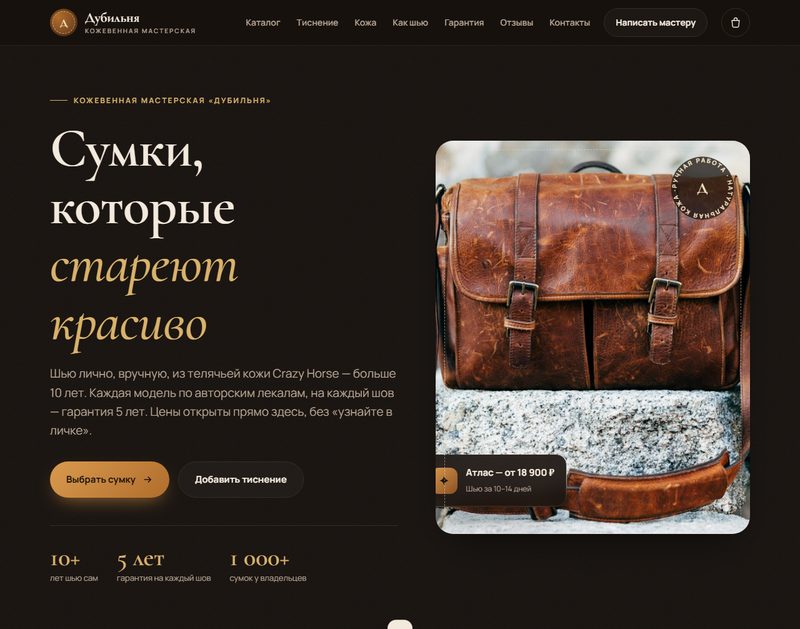 Дубильня
КОЖЕВЕННАЯ МАСТЕРСКАЯ
Каталог Тиснение Кожа Как шью Гарантия Отзывы Контакты Написать мастеру
КОЖЕВЕННАЯ МАСТЕРСКАЯ «ДУБИЛЬНЯ»
Сумки,
которые
стареют
красиво
Шью лично, вручную, из телячьей кожи Crazy Horse — больше
10 лет. Каждая модель по авторским лекалам, на каждый шов
— гарантия 5 лет. Цены открыты прямо здесь, без «узнайте в
личке».
Выбрать сумку →
Добавить тиснение
10+
лет шью сам
5 лет
гарантия на каждый шов
1 000+
сумок у владельцев
РУЧНАЯ РАБОТА · НАТУРАЛЬНАЯ КОЖА ·
Д
Атлас — от 18 900 ₽
Шью за 10–14 дней